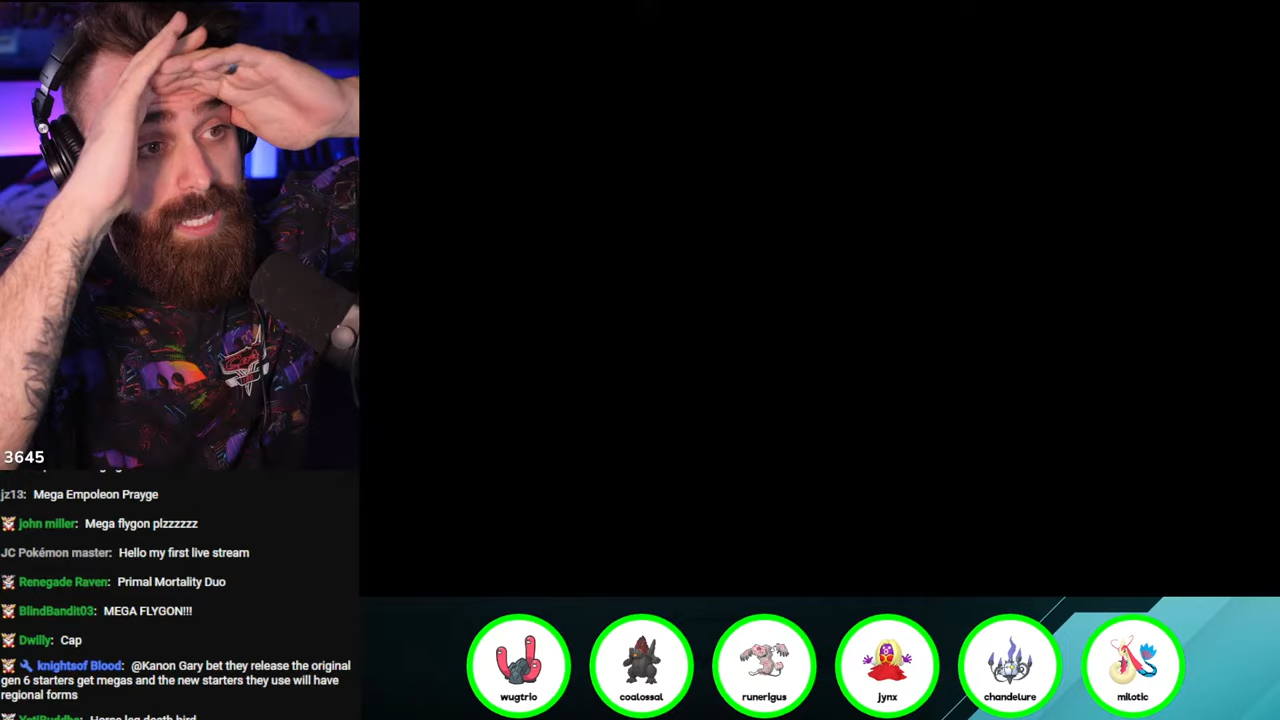 3645
jz13: Mega Empoleon Prayge
john miller: Mega flygon plzzzzzz
JC Pokémon master: Hello my first live stream
Renegade Raven: Primal Mortality Duo
BlindBandit03: MEGA FLYGON!!!
Dwilly: Cap
knightsof Blood: @Kanon Gary bet they release the original
gen 6 starters get megas and the new starters they use will have
regional forms
wugtrio
coalossal
runerigus
jynx
chandelure
milotic